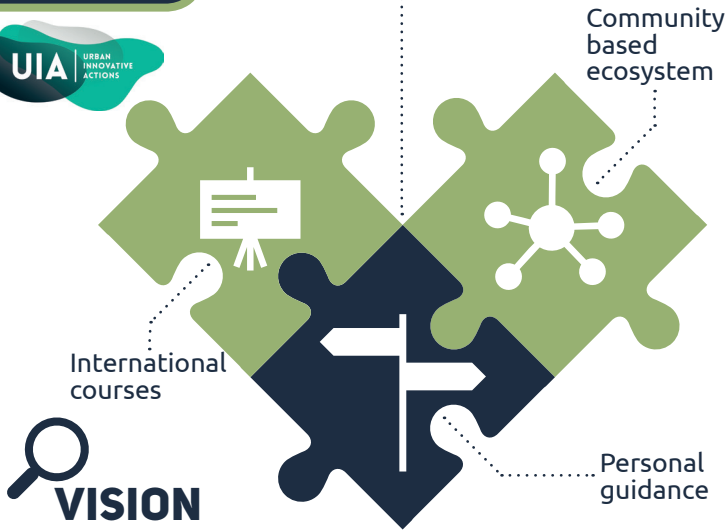 Community
based
ecosystem
UIA
URBAN
INNOVATIVE
ACTIONS
International
courses
Personal
guidance
VISION